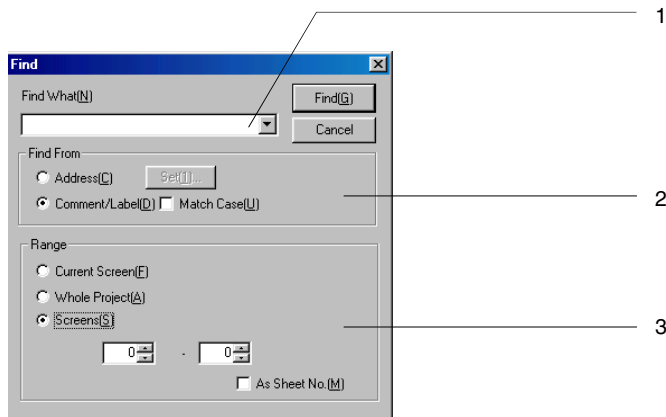 1
Find
Find What(N)
Find(G)
Cancel
Find From
Address(C) Set(1)...
Comment/Label(D) Match Case(U)
2
Range
Current Screen(F)
Whole Project(A)
Screens(S)
3
0 - 0
As Sheet No.(M)